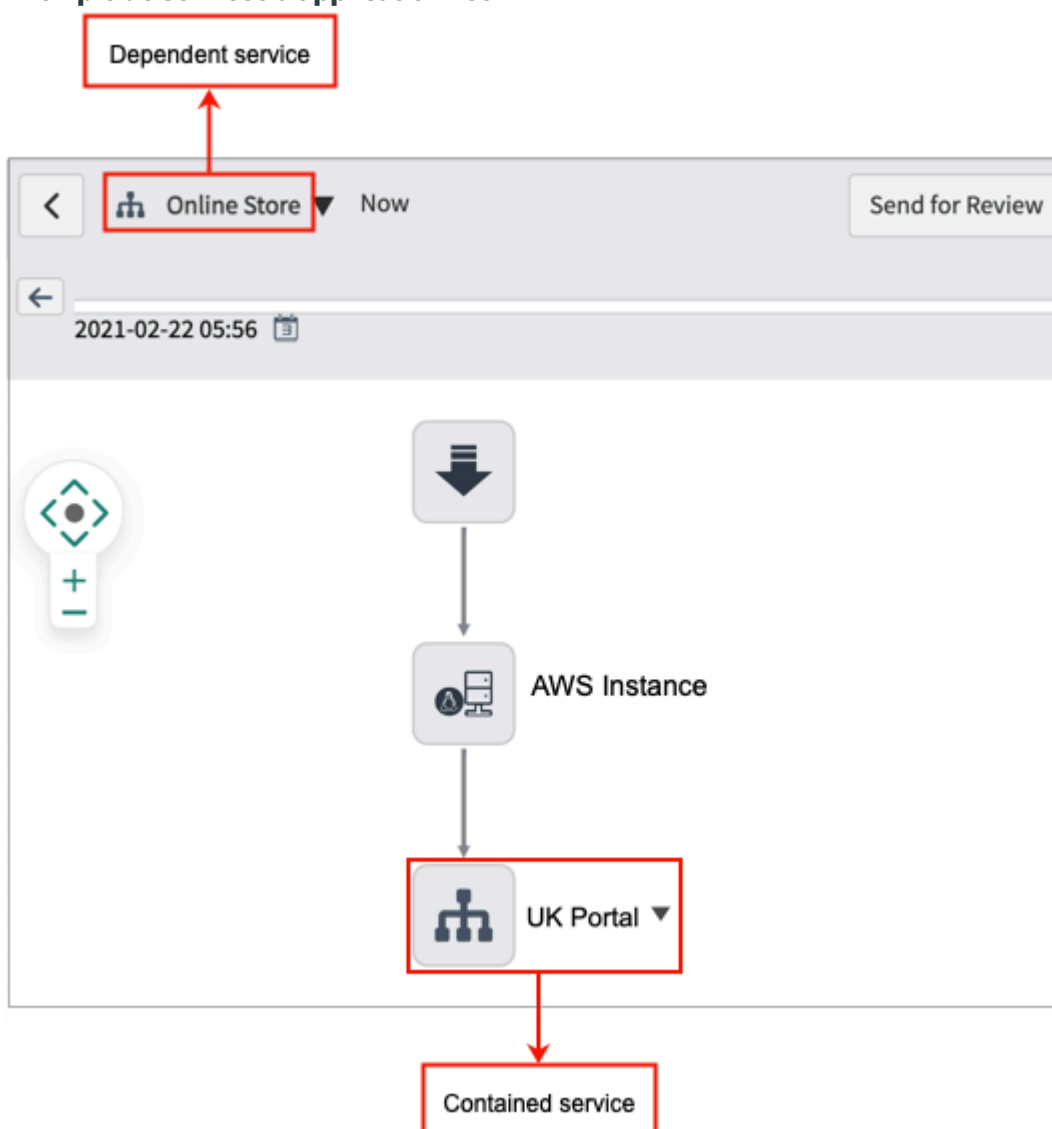 Dependent service
Online Store ▼ Now
Send for Review
2021-02-22 05:56
AWS Instance
UK Portal ▼
Contained service